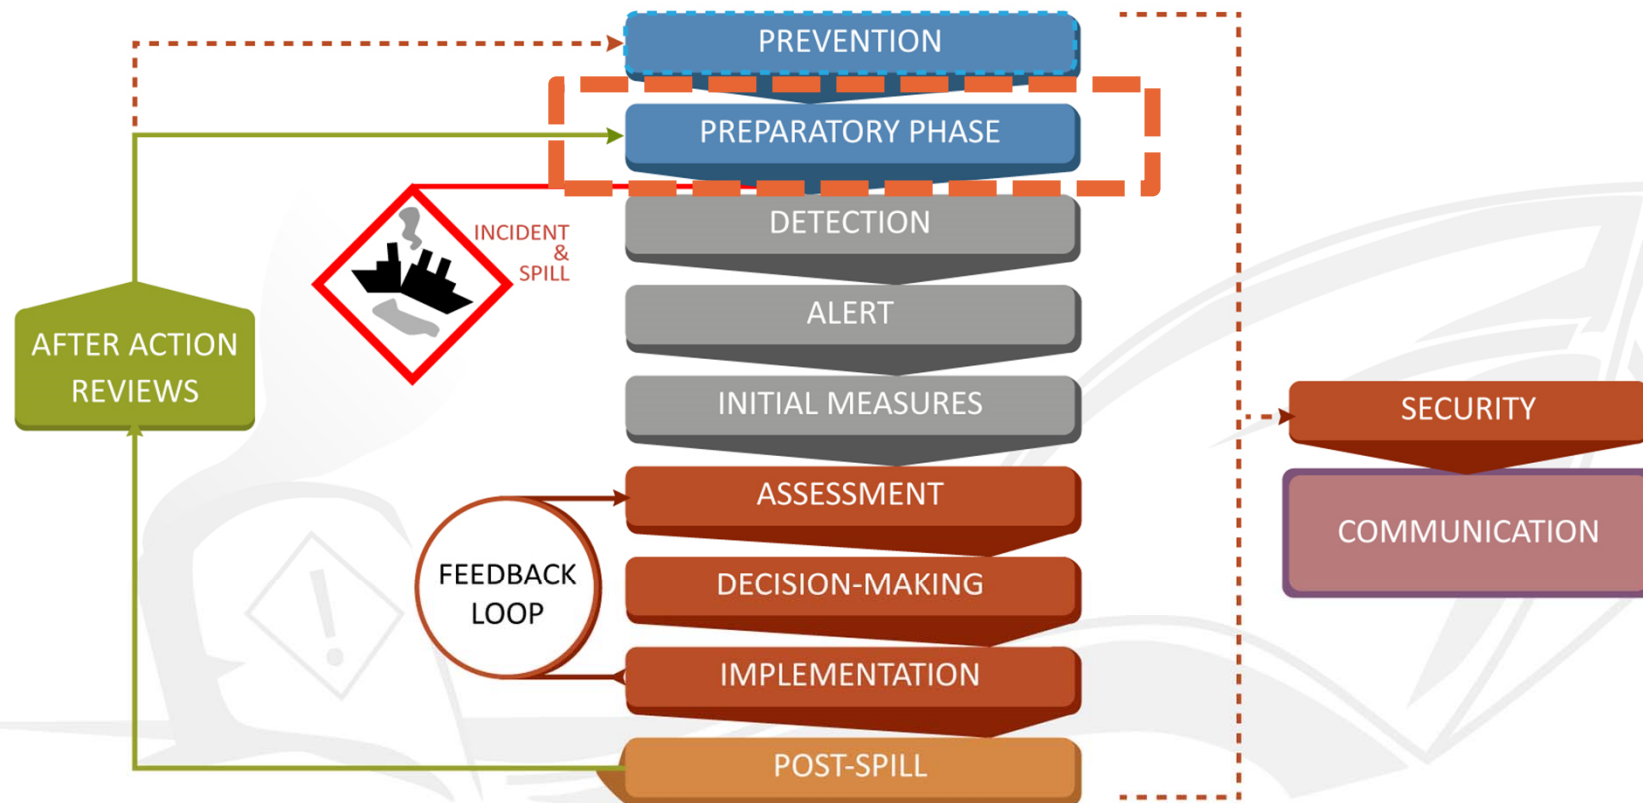 PREVENTION
PREPARATORY PHASE
INCIDENT
&
SPILL
DETECTION
ALERT
INITIAL MEASURES
AFTER ACTION
REVIEWS
ASSESSMENT
FEEDBACK
LOOP
DECISION-MAKING
IMPLEMENTATION
POST-SPILL
SECURITY
COMMUNICATION
!